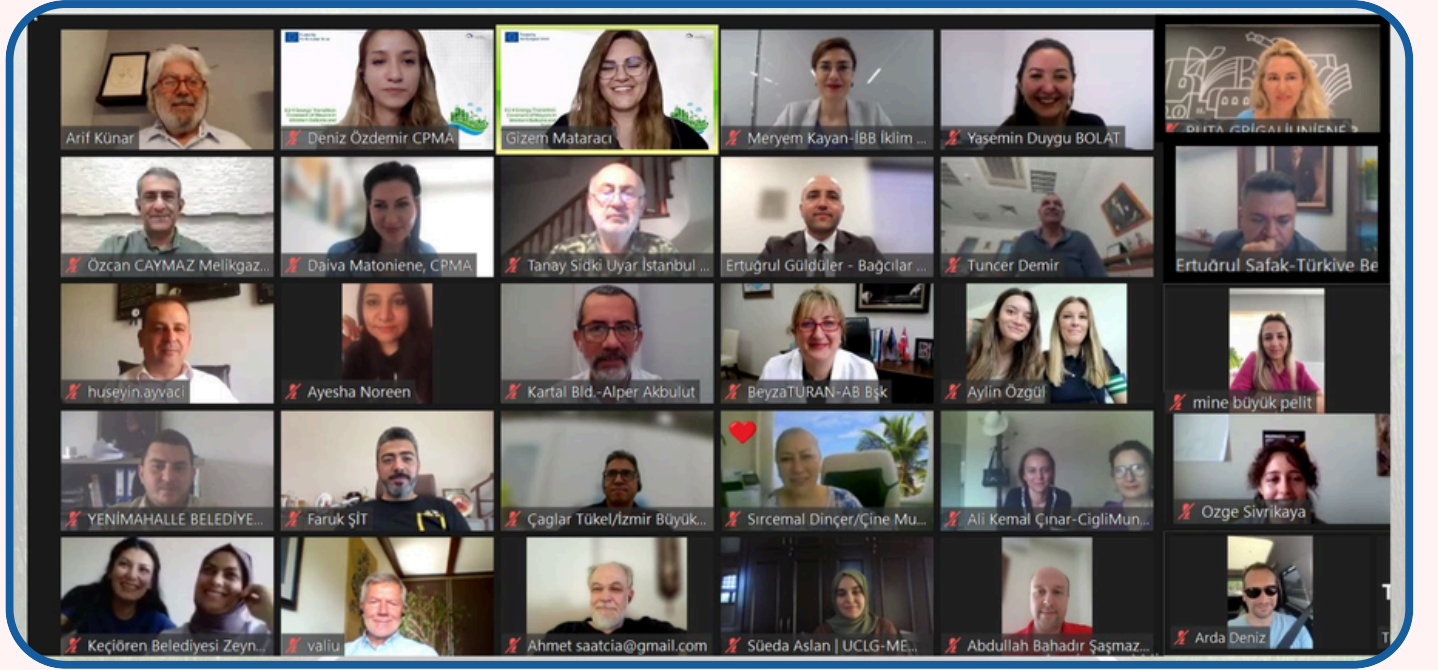 Arif Künar
Deniz Özdemir CPMA
Gizem Mataracı
Meryem Kayan-İBB İklim ...
Yasemin Duygu BOLAT
RUTA GRIGALIUNIENE ?
Özcan CAYMAZ Melikgaz...
Daiva Matoniene, CPMA
Tanay Sıdkı Uyar İstanbul ...
Ertuğrul Güldüler - Bağcılar ...
Tuncer Demir
Ertuğrul Şafak-Türkiye Be
huseyin.ayvaci
Ayesha Noreen
Kartal Bld.-Alper Akbulut
BeyzaTURAN-AB Bşk
Aylin Özgül
mine büyük pelit
YENİMAHALLE BELEDİYE...
Faruk ŞİT
Çaglar Tükel/İzmir Büyük...
Sırcemal Dinçer/Çine Mu...
Ali Kemal Çınar-CigliMun...
Ozge Sivrikaya
Keçiören Belediyesi Zeyn...
valiu
Ahmet saatcia@gmail.com
Süeda Aslan | UCLG-ME...
Abdullah Bahadır Şaşmaz...
Arda Deniz
T
T